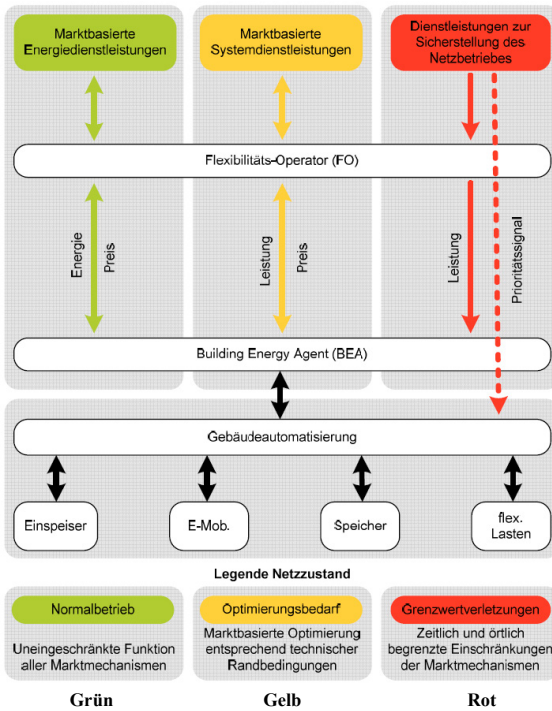 Marktbasierte
Energiedienstleistungen
Marktbasierte
Systemdienstleistungen
Dienstleistungen zur
Sicherstellung des
Netzbetriebes
Flexibilitäts-Operator (FO)
Energie
Preis
Leistung
Preis
Leistung
Prioritätssignal
Building Energy Agent (BEA)
Gebäudeautomatisierung
Einspeiser
E-Mob.
Speicher
flex.
Lasten
Legende Netzzustand
Normalbetrieb
Uneingeschränkte Funktion
aller Marktmechanismen
Optimierungsbedarf
Marktbasierte Optimierung
entsprechend technischer
Randbedingungen
Grenzwertverletzungen
Zeitlich und örtlich
begrenzte Einschränkungen
der Marktmechanismen
Grün
Gelb
Rot